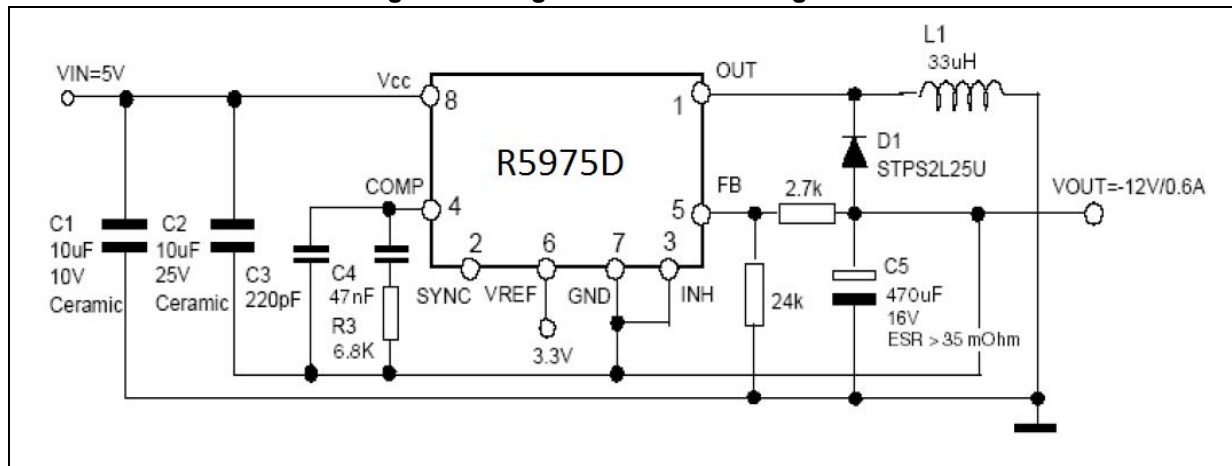 L1
33uH
VIN=5V
Vcc
8
OUT
1
R5975D
D1
STPS2L25U
COMP
4
FB
5
2.7k
VOUT=-12V/0.6A
C1
10uF
10V
Ceramic
C2
10uF
25V
Ceramic
C3
220pF
C4
47nF
R3
6.8K
2
6
7
3
SYNC
VREF
GND
INH
3.3V
24k
C5
470uF
16V
ESR > 35 mOhm